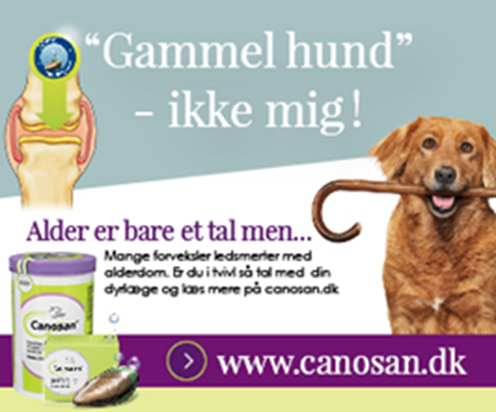 “Gammel hund”
- ikke mig!
Alder er bare et tal men...
Mange forveksler ledsmerter med
alderdom. Er du i tvivl så tal med din
dyrlæge og læs mere på canosan.dk
Canosan
www.canosan.dk